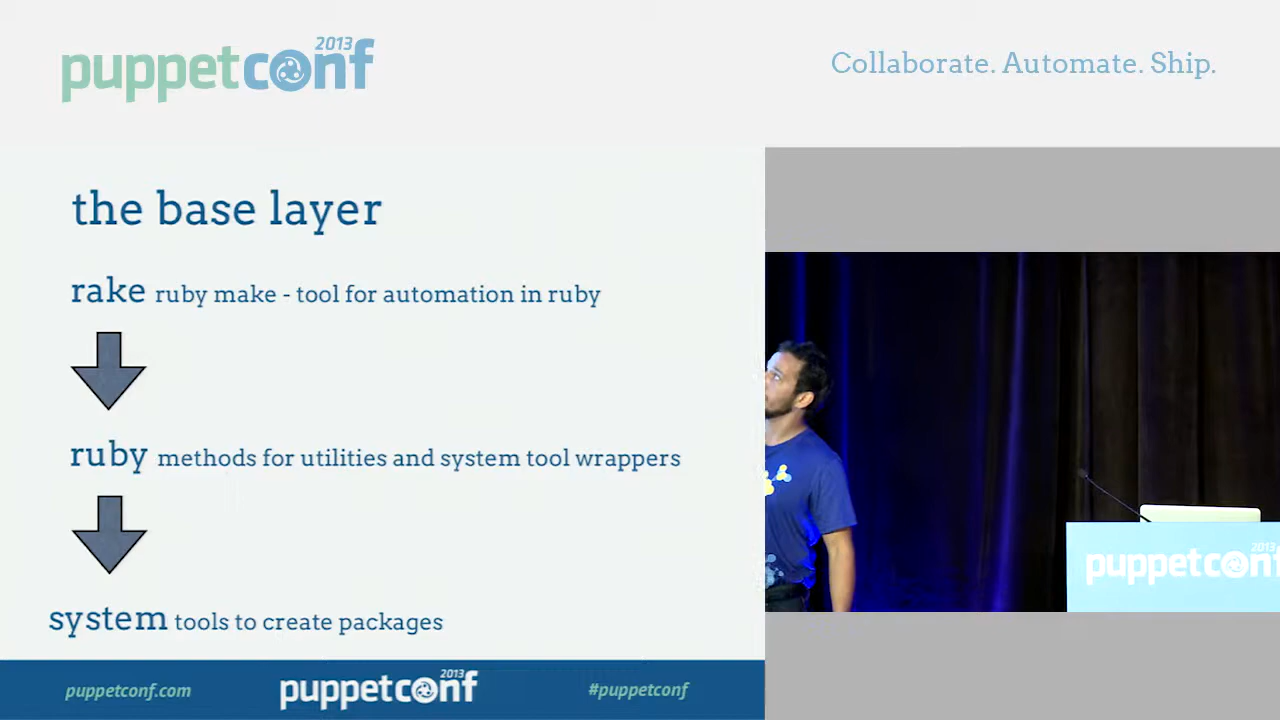 2013
puppetconf
Collaborate. Automate. Ship.
the base layer
rake ruby make - tool for automation in ruby
ruby methods for utilities and system tool wrappers
system tools to create packages
2013
puppetconf
puppetconf.com
2013
puppetconf
#puppetconf